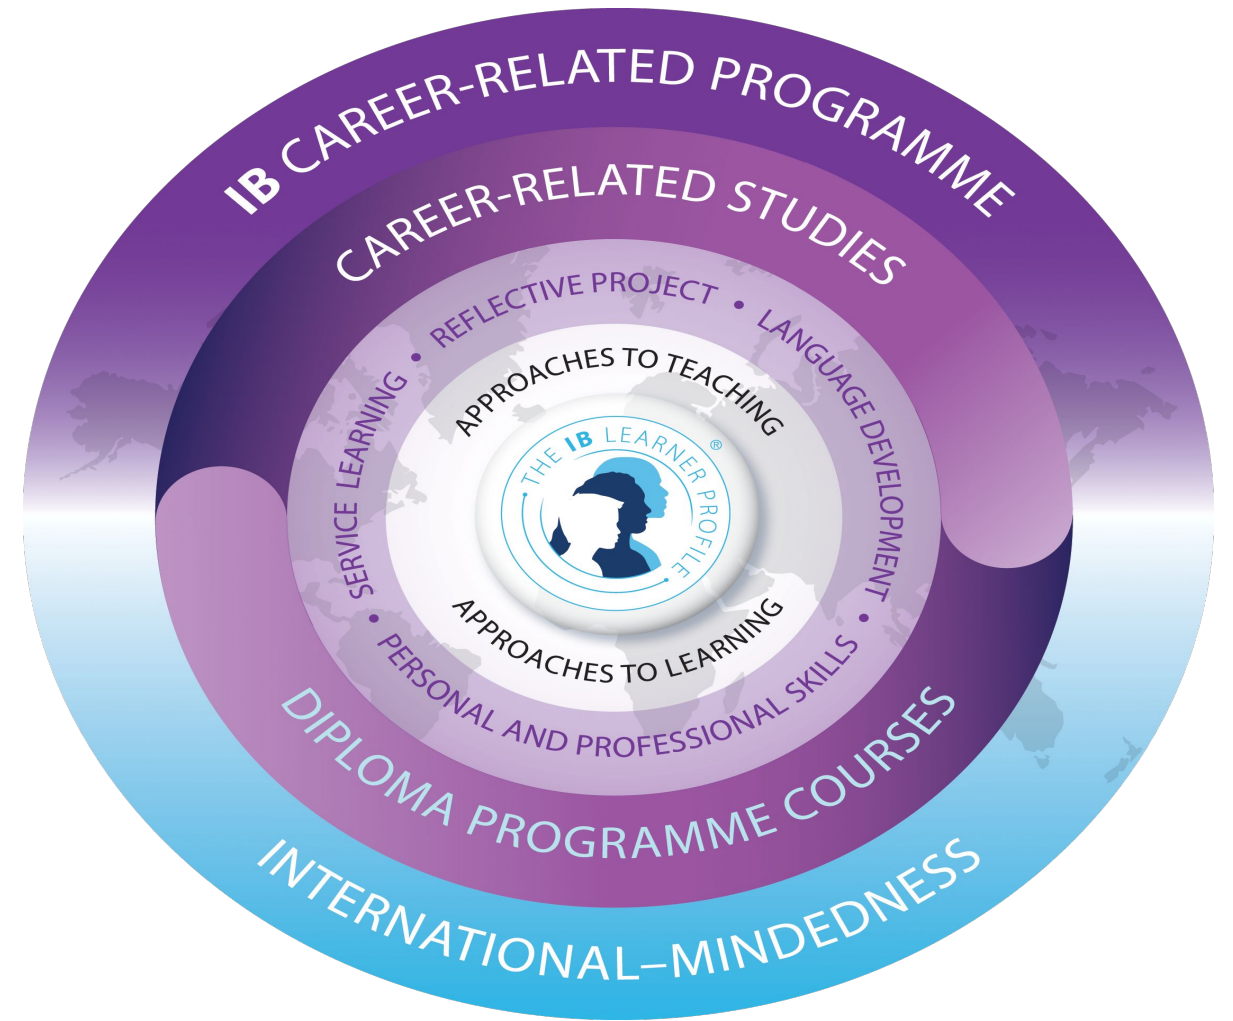 IB CAREER-RELATED PROGRAMME
CAREER-RELATED STUDIES
REFLECTIVE PROJECT • LANGUAGE DEVELOPMENT • PERSONAL AND PROFESSIONAL SKILLS • SERVICE LEARNING •
APPROACHES TO TEACHING
THE IB LEARNER PROFILE ®
APPROACHES TO LEARNING
DIPLOMA PROGRAMME COURSES
INTERNATIONAL–MINDEDNESS